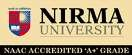 NIRMA
UNIVERSITY
NAAC ACCREDITED 'A+' GRADE